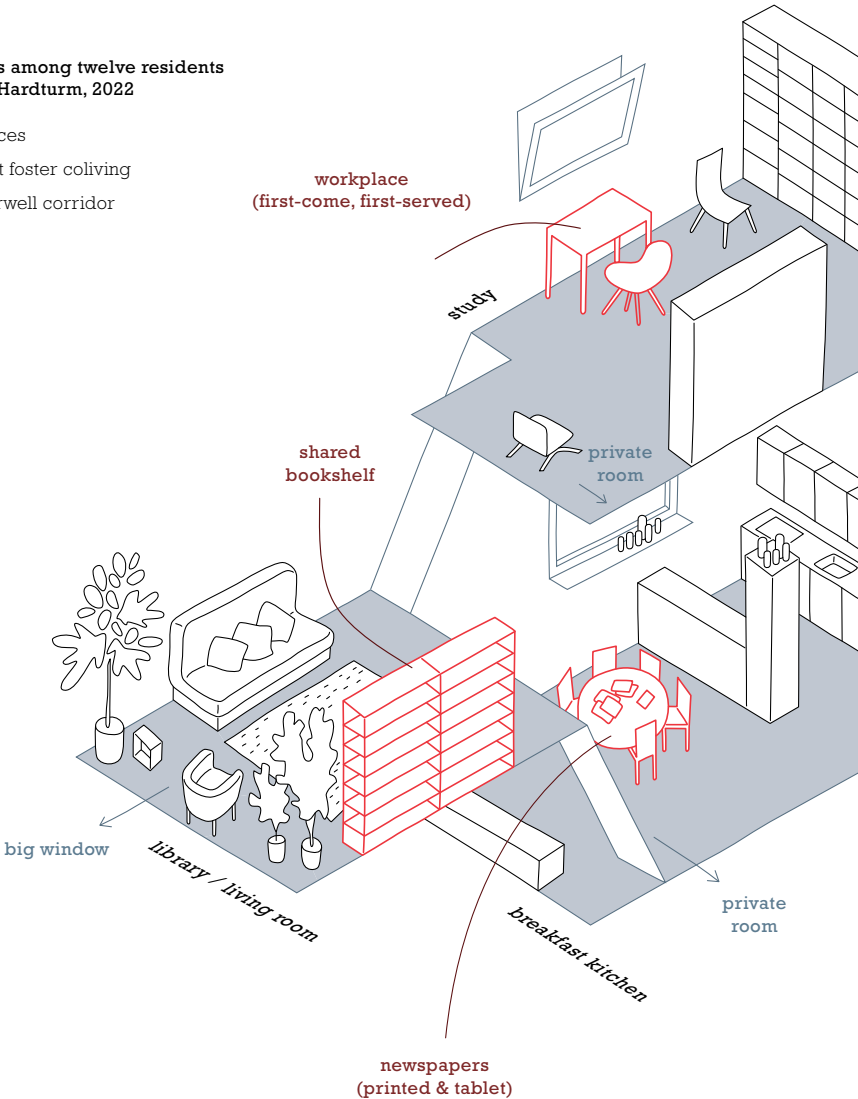 s among twelve residents
Hardturm, 2022
ces
t foster coliving
rwell corridor
workplace
(first-come, first-served)
study
shared
bookshelf
private
room
big window
library / living room
breakfast kitchen
private
room
newspapers
(printed & tablet)